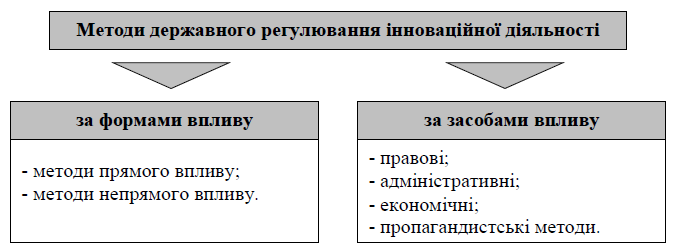 Методи державного регулювання інноваційної діяльності
за формами впливу
- методи прямого впливу;
- методи непрямого впливу.
за засобами впливу
- правові;
- адміністративні;
- економічні;
- пропагандистські методи.